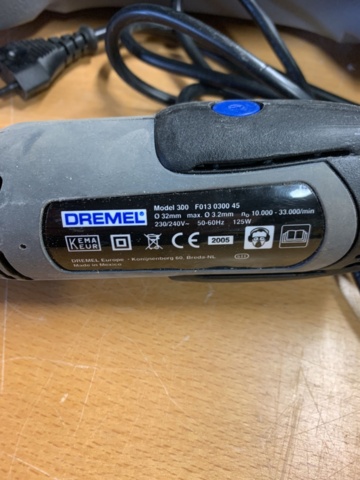 Model 300 F013 0300 45
DREMEL
Ø 32mm max. Ø 3.2mm n₀ 10.000 - 33.000/min
230/240V~ 50-60Hz 125W
KEMA
KEUR
CE
2005
DREMEL Europe - Konijnenberg 60, Breda-NL
Made in Mexico